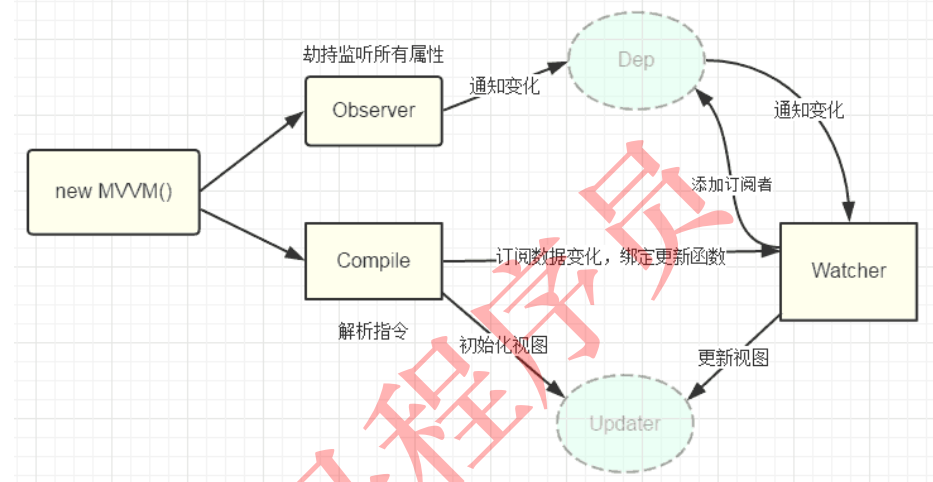 劫持监听所有属性
Dep
Observer
通知变化
通知变化
new MVVM()
添加订阅者
Compile
订阅数据变化，绑定更新函数
Watcher
解析指令
初始化视图
更新视图
Updater
程序员